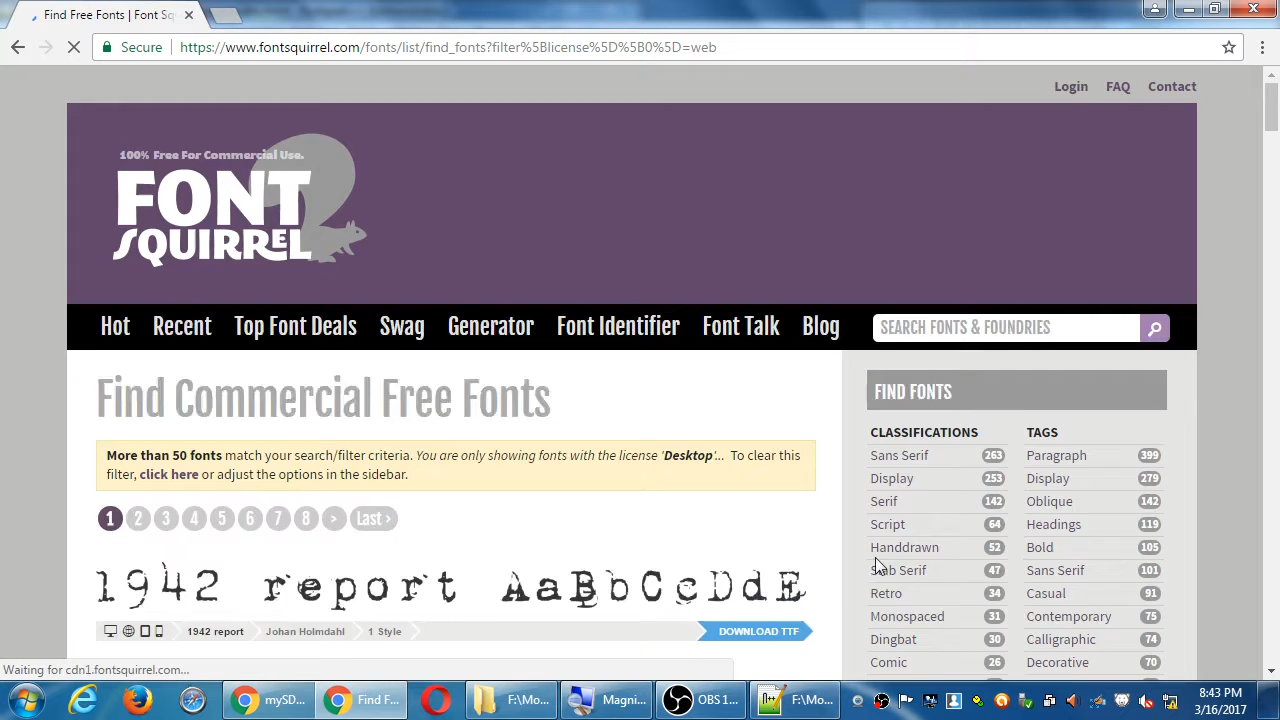 Find Free Fonts | Font Sq
Secure https://www.fontsquirrel.com/fonts/list/find_fonts?filter%5Blicense%5D%5B0%5D=web
Login FAQ Contact
100% Free For Commercial Use.
FONT
SQUIRREL
Hot Recent Top Font Deals Swag Generator Font Identifier Font Talk Blog SEARCH FONTS & FOUNDRIES
Find Commercial Free Fonts
FIND FONTS
More than 50 fonts match your search/filter criteria. You are only showing fonts with the license 'Desktop'... To clear this
filter, click here or adjust the options in the sidebar.
1 2 3 4 5 6 7 8 > Last >
1942 report AaBbCcDdE
1942 report Johan Holmdahl 1 Style DOWNLOAD TTF
CLASSIFICATIONS
Sans Serif 263
Display 253
Serif 142
Script 64
Handdrawn 52
Slab Serif 47
Retro 34
Monospaced 31
Dingbat 30
Comic 26
TAGS
Paragraph 399
Display 279
Oblique 142
Headings 119
Bold 105
Sans Serif 101
Casual 91
Contemporary 75
Calligraphic 74
Decorative 70
Waiting for cdn1.fontsquirrel.com...
mySD... Find F... F:\Mo... Magni... OBS 1... F:\Mo...
8:43 PM
3/16/2017